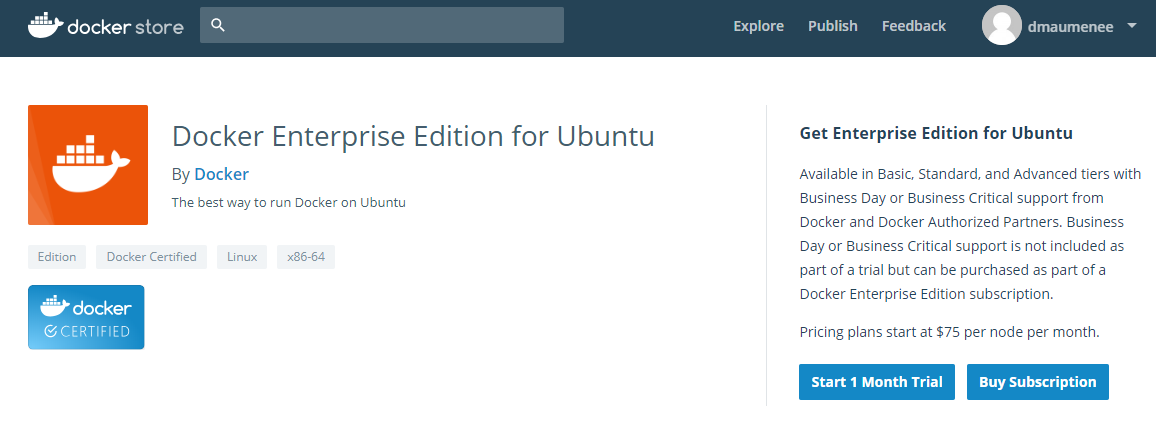 docker store
Explore
Publish
Feedback
dmaumenee
Docker Enterprise Edition for Ubuntu
By Docker
The best way to run Docker on Ubuntu
Edition
Docker Certified
Linux
x86-64
docker
CERTIFIED
Get Enterprise Edition for Ubuntu
Available in Basic, Standard, and Advanced tiers with
Business Day or Business Critical support from
Docker and Docker Authorized Partners. Business
Day or Business Critical support is not included as
part of a trial but can be purchased as part of a
Docker Enterprise Edition subscription.
Pricing plans start at $75 per node per month.
Start 1 Month Trial
Buy Subscription